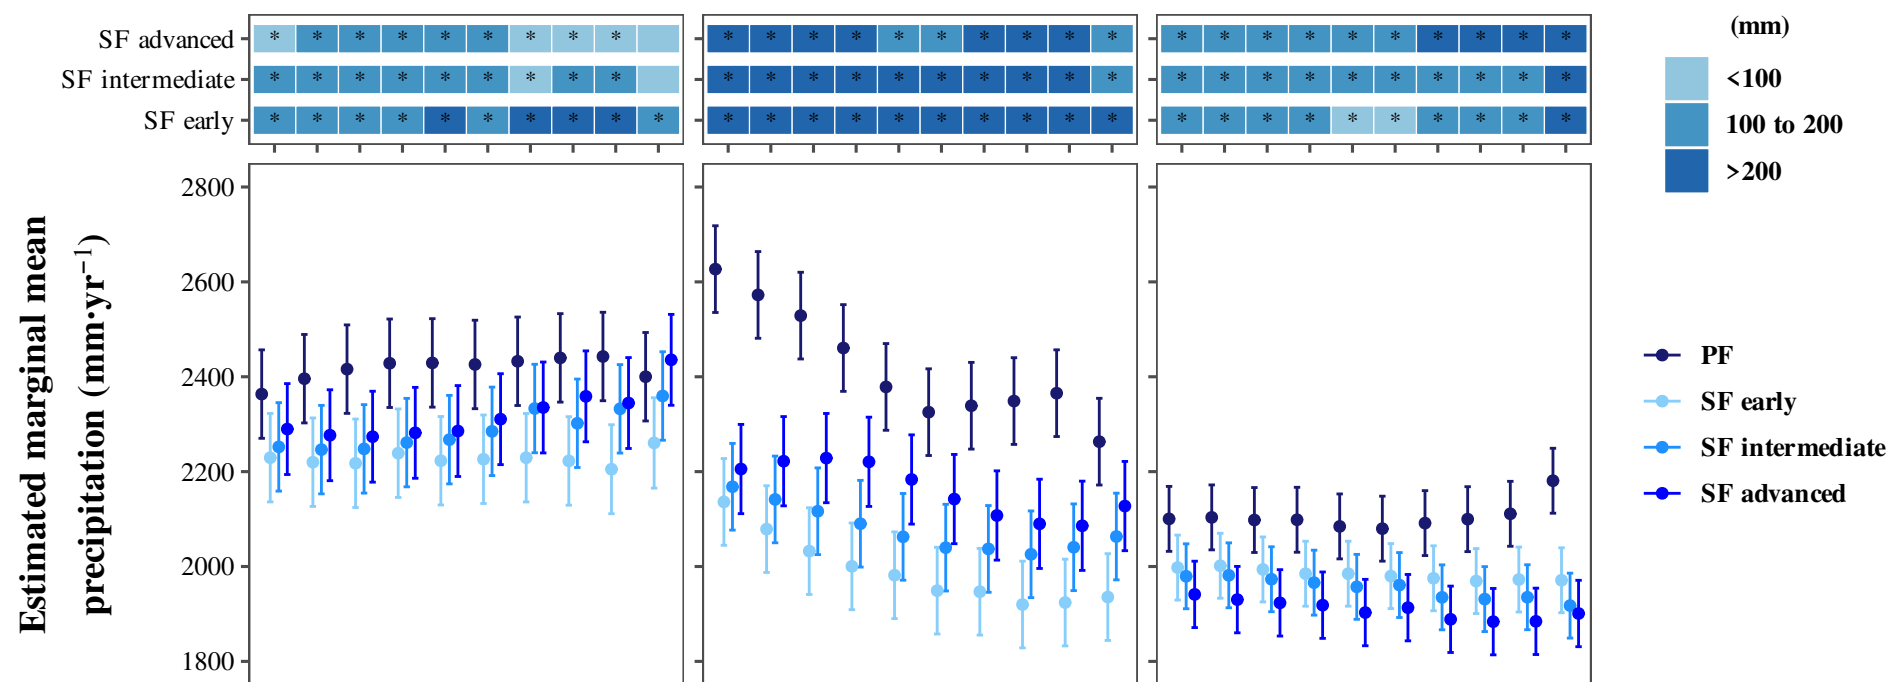 SF advanced
SF intermediate
SF early
* * * * * * * * *
* * * * * * * * *
* * * * * * * * * *
* * * * * * * * * *
* * * * * * * * * *
* * * * * * * * * *
* * * * * * * * * *
* * * * * * * * * *
* * * * * * * * * *
(mm)
<100
100 to 200
>200
Estimated marginal mean
precipitation (mm·yr⁻¹)
2800
2600
2400
2200
2000
1800
PF
SF early
SF intermediate
SF advanced